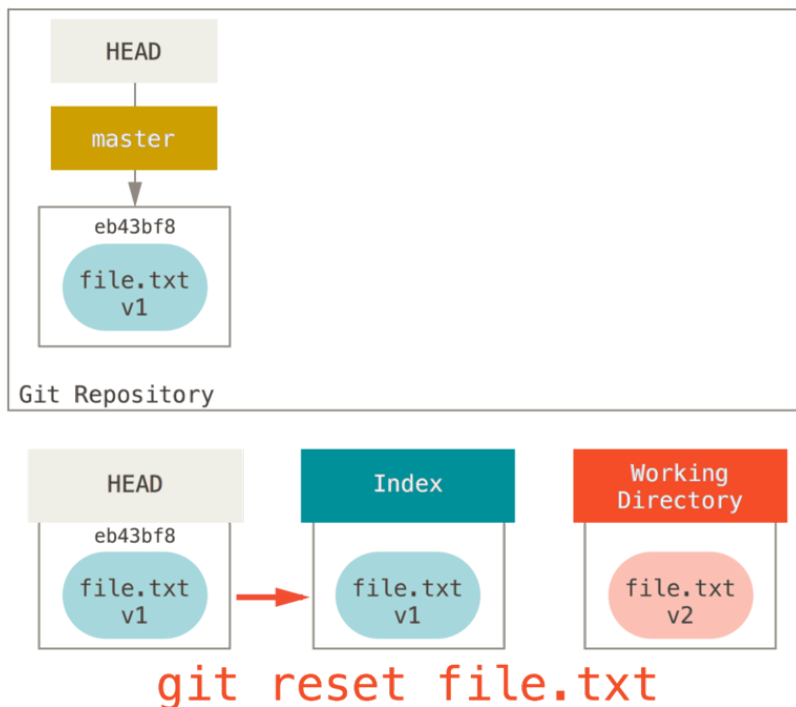 HEAD
master
eb43bf8
file.txt
v1
Git Repository
HEAD
Index
Working
Directory
eb43bf8
file.txt
v1
file.txt
v1
file.txt
v2
git reset file.txt